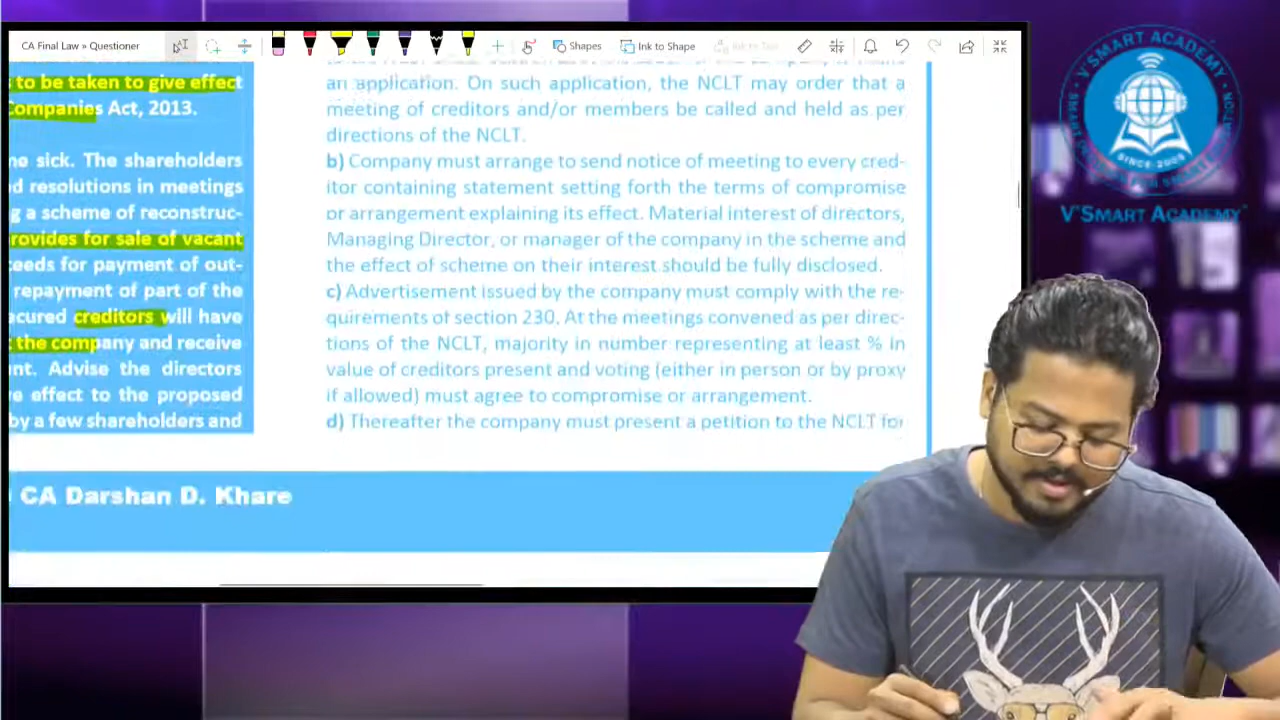 CA Final Law » Questioner
Shapes
Ink to Shape
to be taken to give effect
Companies Act, 2013.
sick. The shareholders
resolutions in meetings
g a scheme of reconstruc-
rovides for sale of vacant
eeds for payment of out-
repayment of part of the
ecured creditors will have
the company and receive
nt. Advise the directors
e effect to the proposed
by a few shareholders and
an application. On such application, the NCLT may order that a
meeting of creditors and/or members be called and held as per
directions of the NCLT.
b) Company must arrange to send notice of meeting to every cred-
itor containing statement setting forth the terms of compromise
or arrangement explaining its effect. Material interest of directors,
Managing Director, or manager of the company in the scheme and
the effect of scheme on their interest should be fully disclosed.
c) Advertisement issued by the company must comply with the re-
quirements of section 230. At the meetings convened as per direc-
tions of the NCLT, majority in number representing at least % in
value of creditors present and voting (either in person or by proxy
if allowed) must agree to compromise or arrangement.
d) Thereafter the company must present a petition to the NCLT for
CA Darshan D. Khare
V'SMART ACADEMY
SINCE-2008
V'SMART ACADEMY